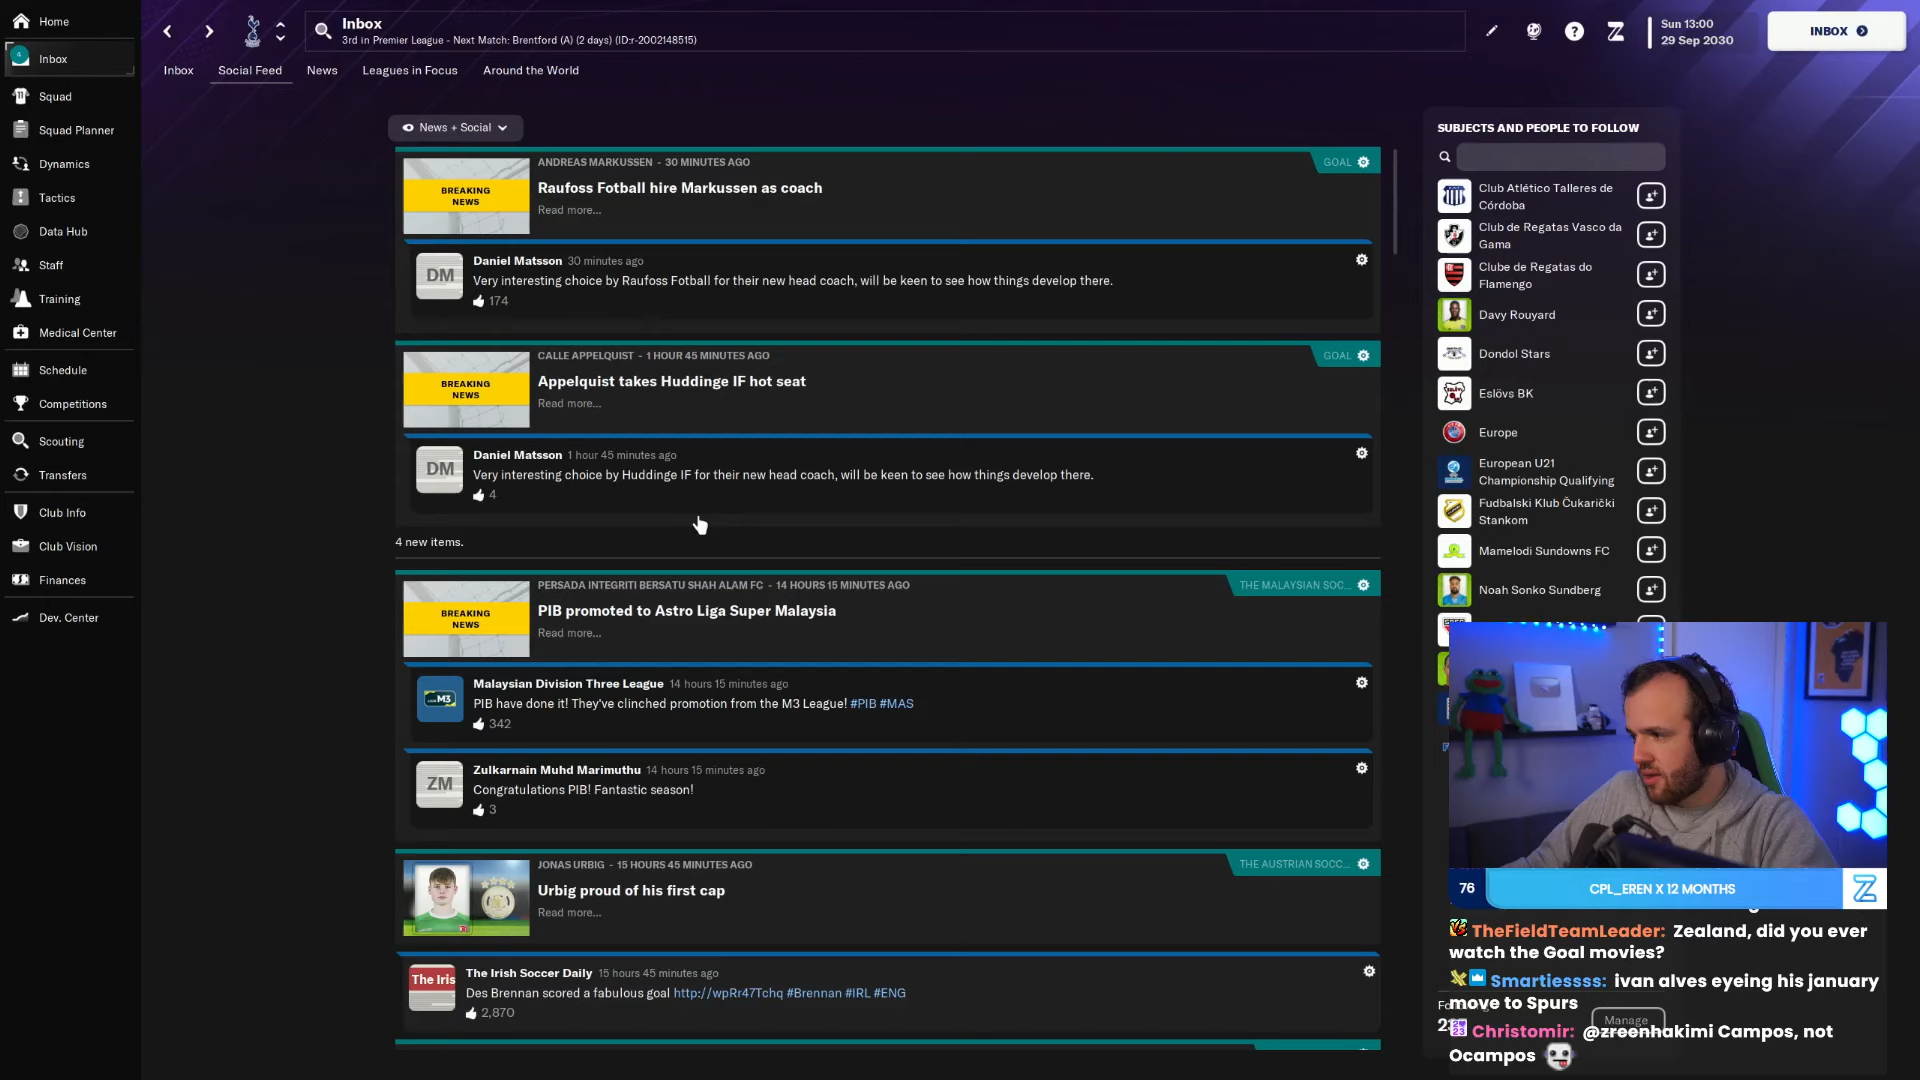 Home
4
Inbox
Squad
Squad Planner
Dynamics
Tactics
Data Hub
Staff
Training
Medical Center
Schedule
Competitions
Scouting
Transfers
Club Info
Club Vision
Finances
Dev. Center
Inbox
3rd in Premier League - Next Match: Brentford (A) (2 days) (ID:r-2002148515)
Sun 13:00
29 Sep 2030
INBOX
Inbox
Social Feed
News
Leagues in Focus
Around the World
News + Social
ANDREAS MARKUSSEN - 30 MINUTES AGO
GOAL
BREAKING
NEWS
Raufoss Fotball hire Markussen as coach
Read more...
DM
Daniel Matsson 30 minutes ago
Very interesting choice by Raufoss Fotball for their new head coach, will be keen to see how things develop there.
174
CALLE APPELQUIST - 1 HOUR 45 MINUTES AGO
GOAL
BREAKING
NEWS
Appelquist takes Huddinge IF hot seat
Read more...
DM
Daniel Matsson 1 hour 45 minutes ago
Very interesting choice by Huddinge IF for their new head coach, will be keen to see how things develop there.
4
4 new items.
PERSADA INTEGRITI BERSATU SHAH ALAM FC - 14 HOURS 15 MINUTES AGO
THE MALAYSIAN SOC...
BREAKING
NEWS
PIB promoted to Astro Liga Super Malaysia
Read more...
M3
Malaysian Division Three League 14 hours 15 minutes ago
PIB have done it! They've clinched promotion from the M3 League! #PIB #MAS
342
ZM
Zulkarnain Muhd Marimuthu 14 hours 15 minutes ago
Congratulations PIB! Fantastic season!
3
JONAS URBIG - 15 HOURS 45 MINUTES AGO
THE AUSTRIAN SOCC...
Urbig proud of his first cap
Read more...
The Iris
The Irish Soccer Daily 15 hours 45 minutes ago
Des Brennan scored a fabulous goal http://wpRr47Tchq #Brennan #IRL #ENG
2,870
SUBJECTS AND PEOPLE TO FOLLOW
Club Atlético Talleres de
Córdoba
Club de Regatas Vasco da
Gama
Clube de Regatas do
Flamengo
Davy Rouyard
Dondol Stars
Eslövs BK
Europe
European U21
Championship Qualifying
Fudbalski Klub Čukarički
Stankom
Mamelodi Sundowns FC
Noah Sonko Sundberg
76
CPL_EREN X 12 MONTHS
Z
TheFieldTeamLeader: Zealand, did you ever
watch the Goal movies?
Smartiessss: ivan alves eyeing his january
move to Spurs
Manage
Christomir: @zreenhakimi Campos, not
Ocampos